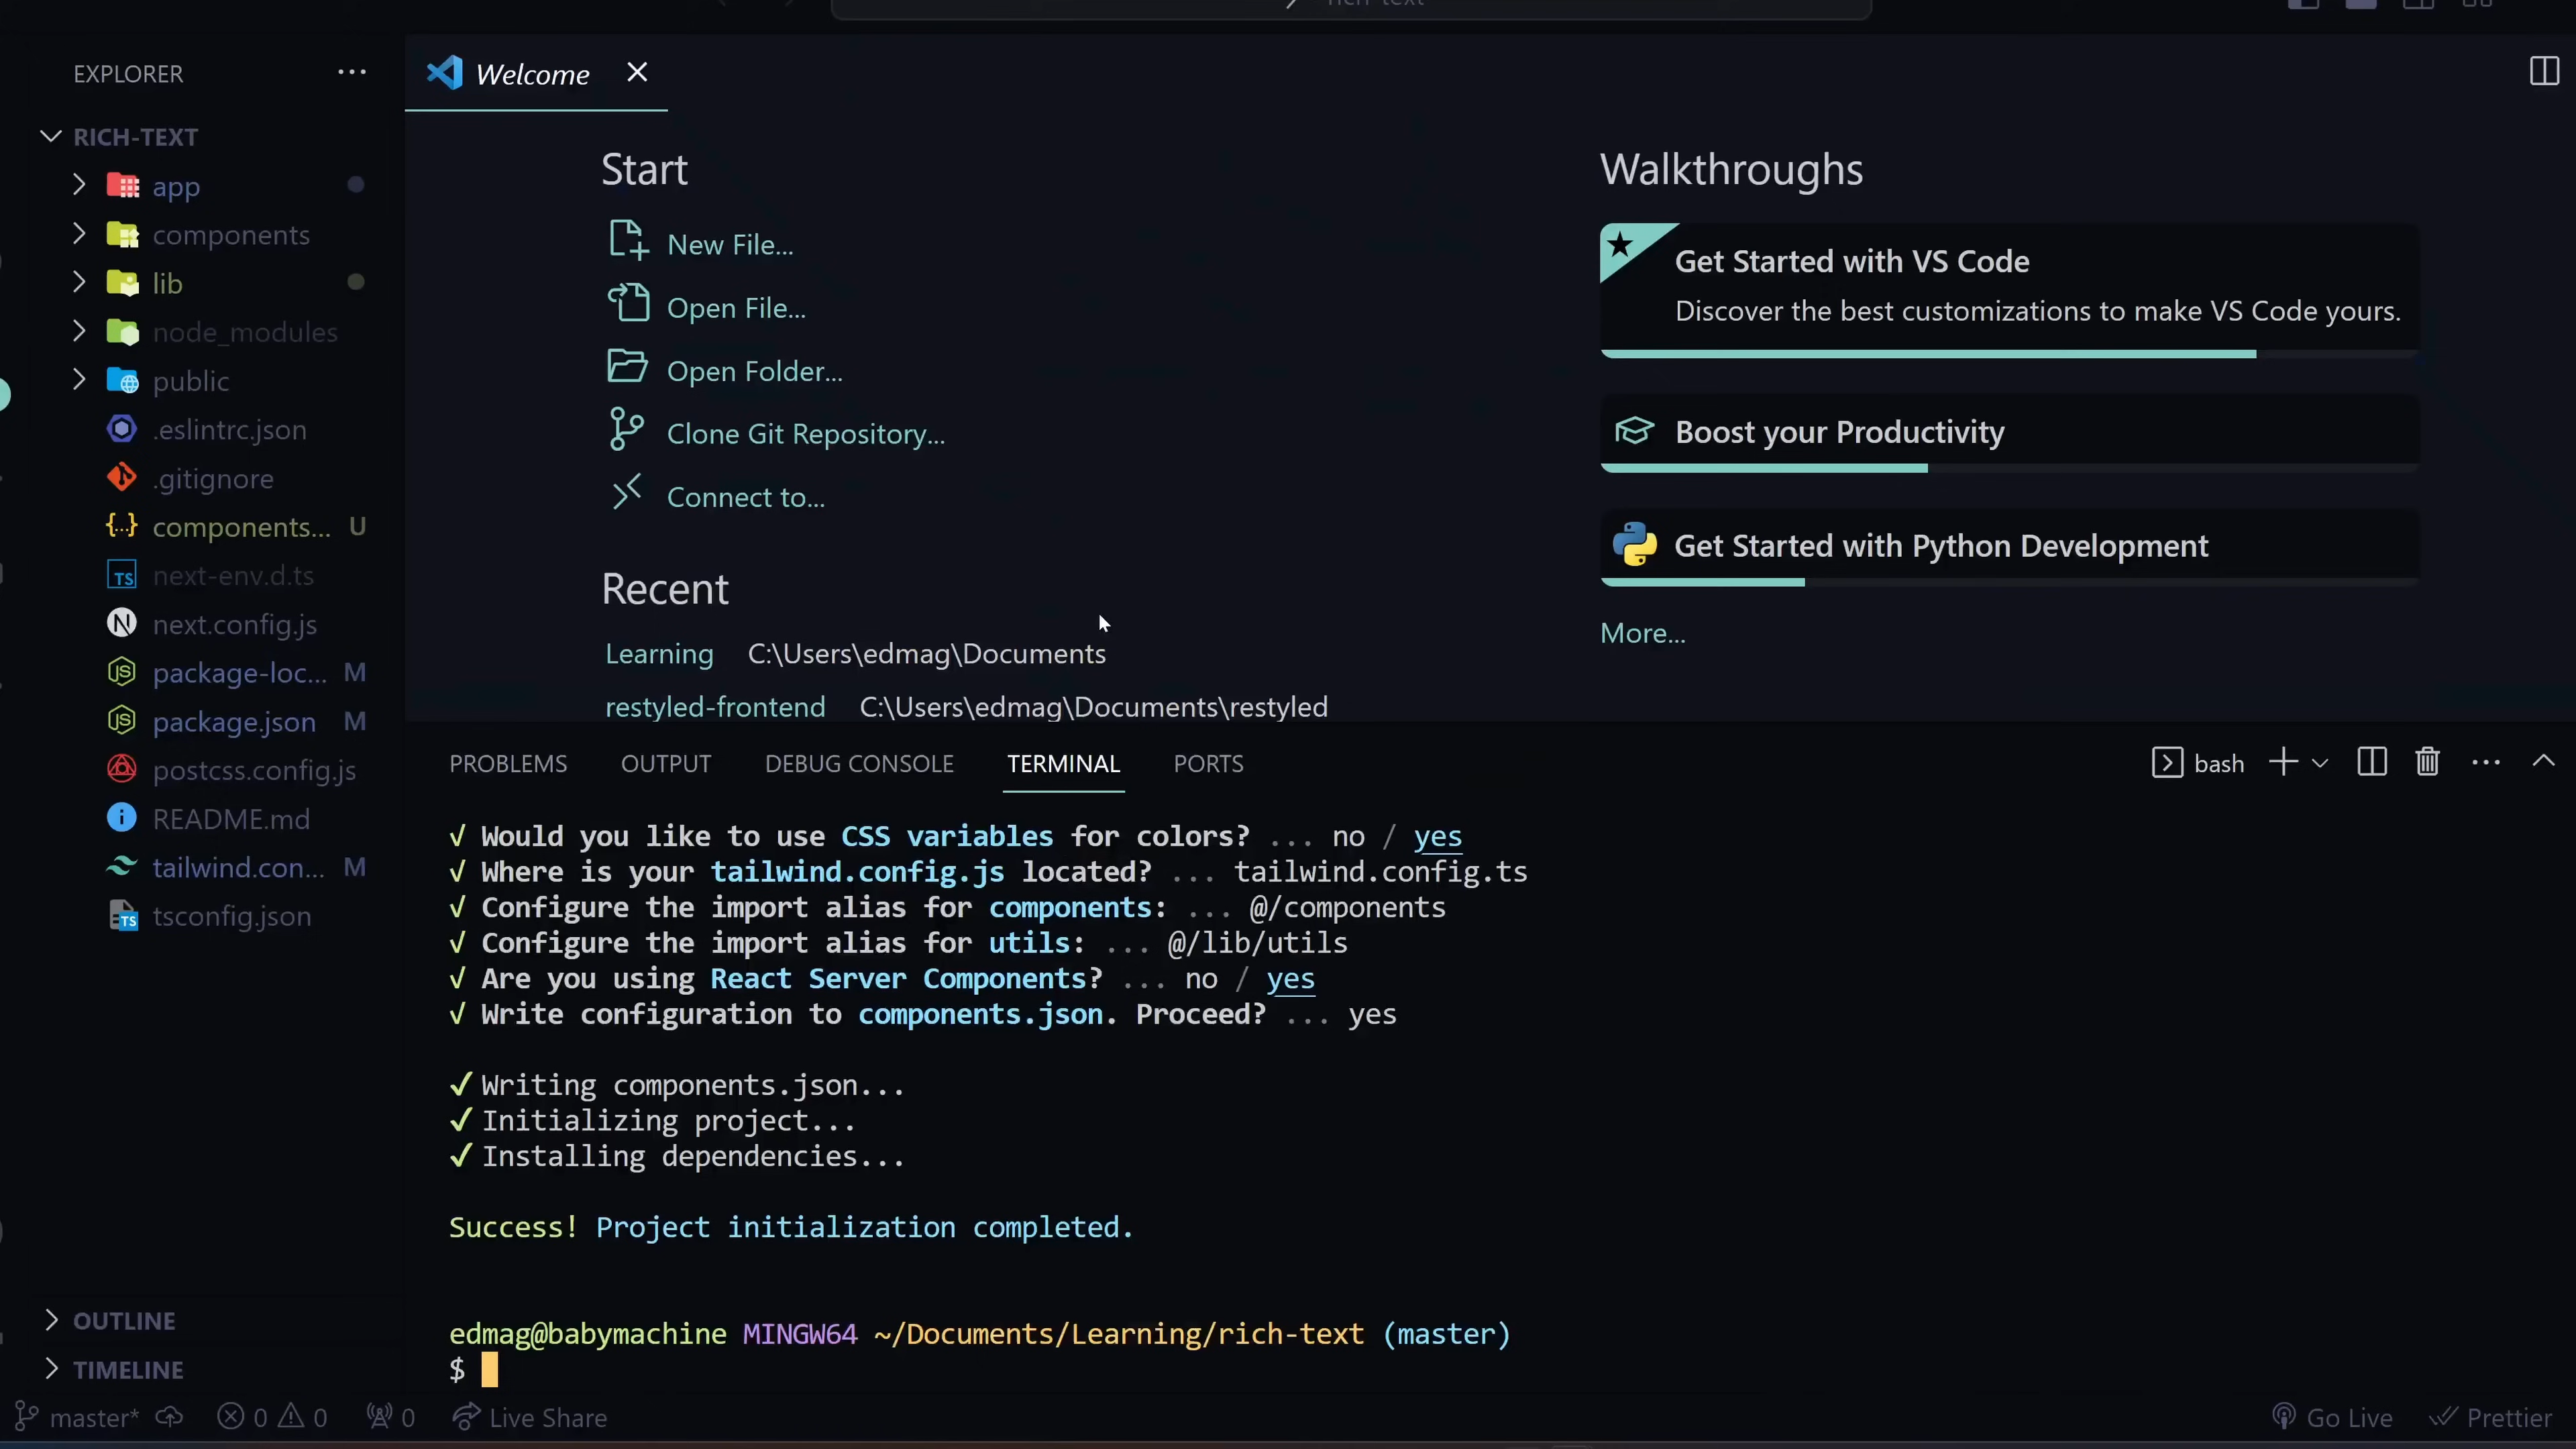 rich-text
EXPLORER
Welcome
RICH-TEXT
app
components
lib
node_modules
public
.eslintrc.json
.gitignore
components... U
next-env.d.ts
next.config.js
package-loc... M
package.json M
postcss.config.js
README.md
tailwind.con... M
tsconfig.json
OUTLINE
TIMELINE
Start
New File...
Open File...
Open Folder...
Clone Git Repository...
Connect to...
Recent
Learning C:\Users\edmag\Documents
restyled-frontend C:\Users\edmag\Documents\restyled
Walkthroughs
Get Started with VS Code
Discover the best customizations to make VS Code yours.
Boost your Productivity
Get Started with Python Development
More...
PROBLEMS OUTPUT DEBUG CONSOLE TERMINAL PORTS
bash
√ Would you like to use CSS variables for colors? ... no / yes
√ Where is your tailwind.config.js located? ... tailwind.config.ts
√ Configure the import alias for components: ... @/components
√ Configure the import alias for utils: ... @/lib/utils
√ Are you using React Server Components? ... no / yes
√ Write configuration to components.json. Proceed? ... yes
✓ Writing components.json...
✓ Initializing project...
✓ Installing dependencies...
Success! Project initialization completed.
edmag@babymachine MINGW64 ~/Documents/Learning/rich-text (master)
$
master* 0 0 0 Live Share Go Live Prettier